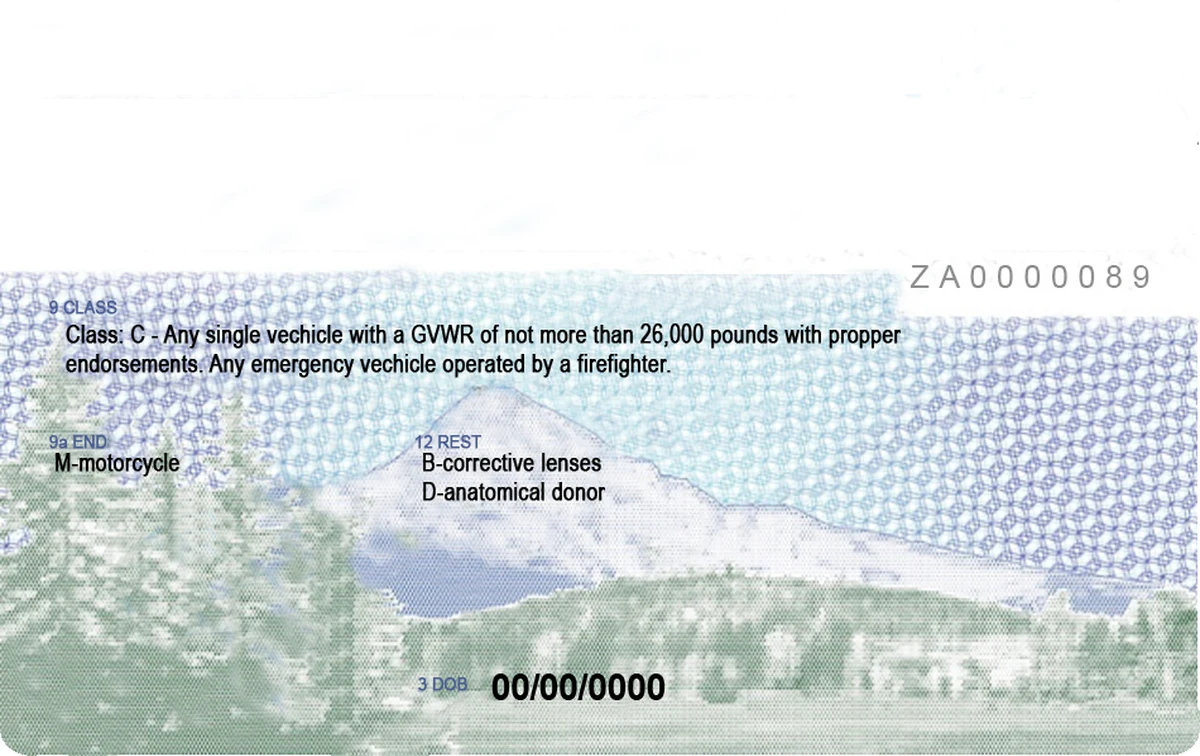 ZA0000089
9 CLASS
Class: C - Any single vechicle with a GVWR of not more than 26,000 pounds with propper
endorsements. Any emergency vechicle operated by a firefighter.
9a END
M-motorcycle
12 REST
B-corrective lenses
D-anatomical donor
3 DOB 00/00/0000